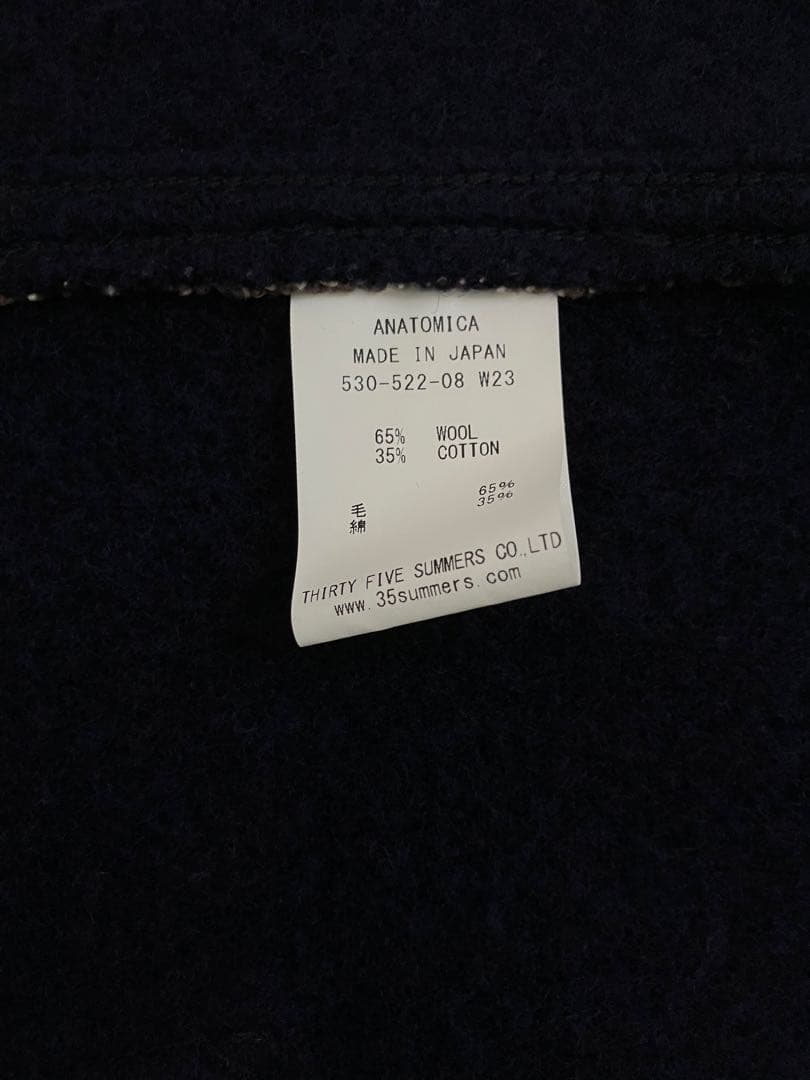 ANATOMICA
MADE IN JAPAN
530-522-08 W23
65% WOOL
35% COTTON
毛 65%
綿 35%
THIRTY FIVE SUMMERS CO.,LTD
www.35summers.com